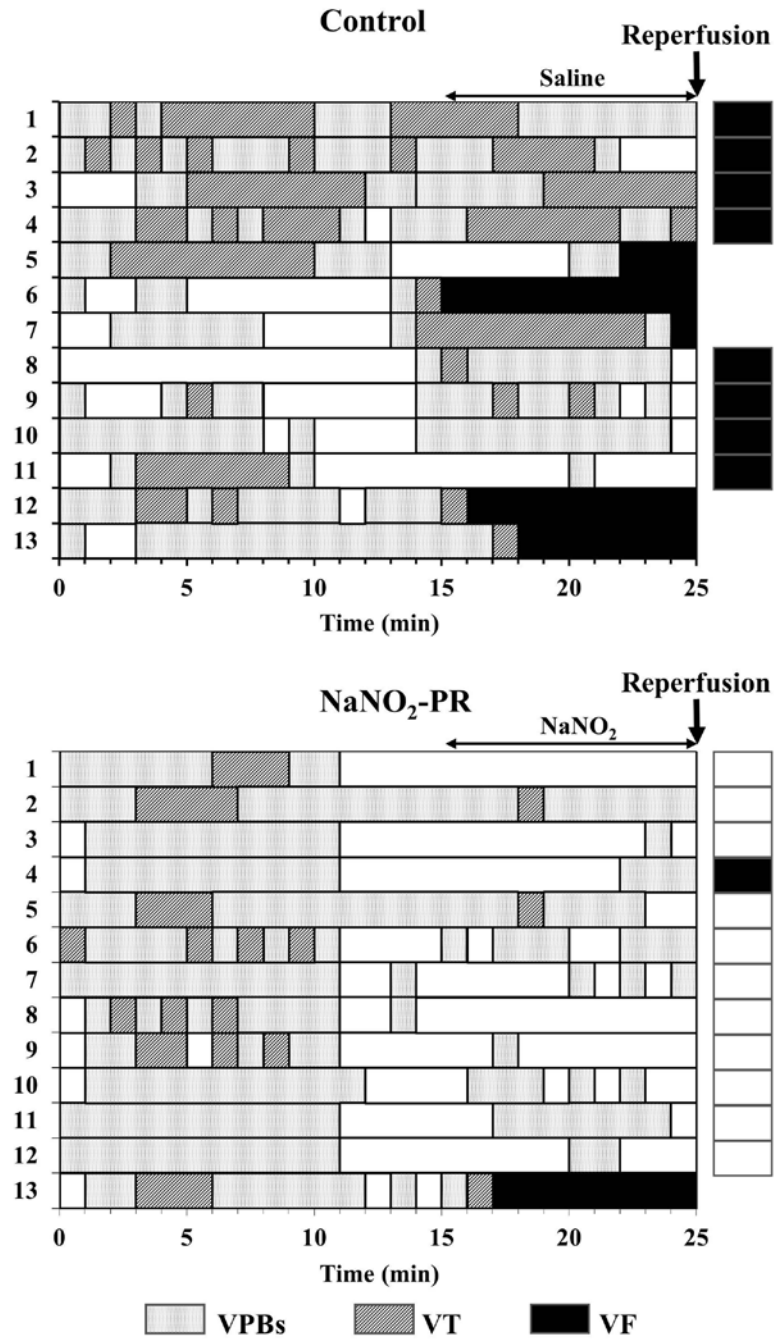 Control
Reperfusion
Saline
1
2
3
4
5
6
7
8
9
10
11
12
13
0 5 10 15 20 25
Time (min)
Reperfusion
NaNO₂-PR
NaNO₂
1
2
3
4
5
6
7
8
9
10
11
12
13
0 5 10 15 20 25
Time (min)
VPBs VT VF